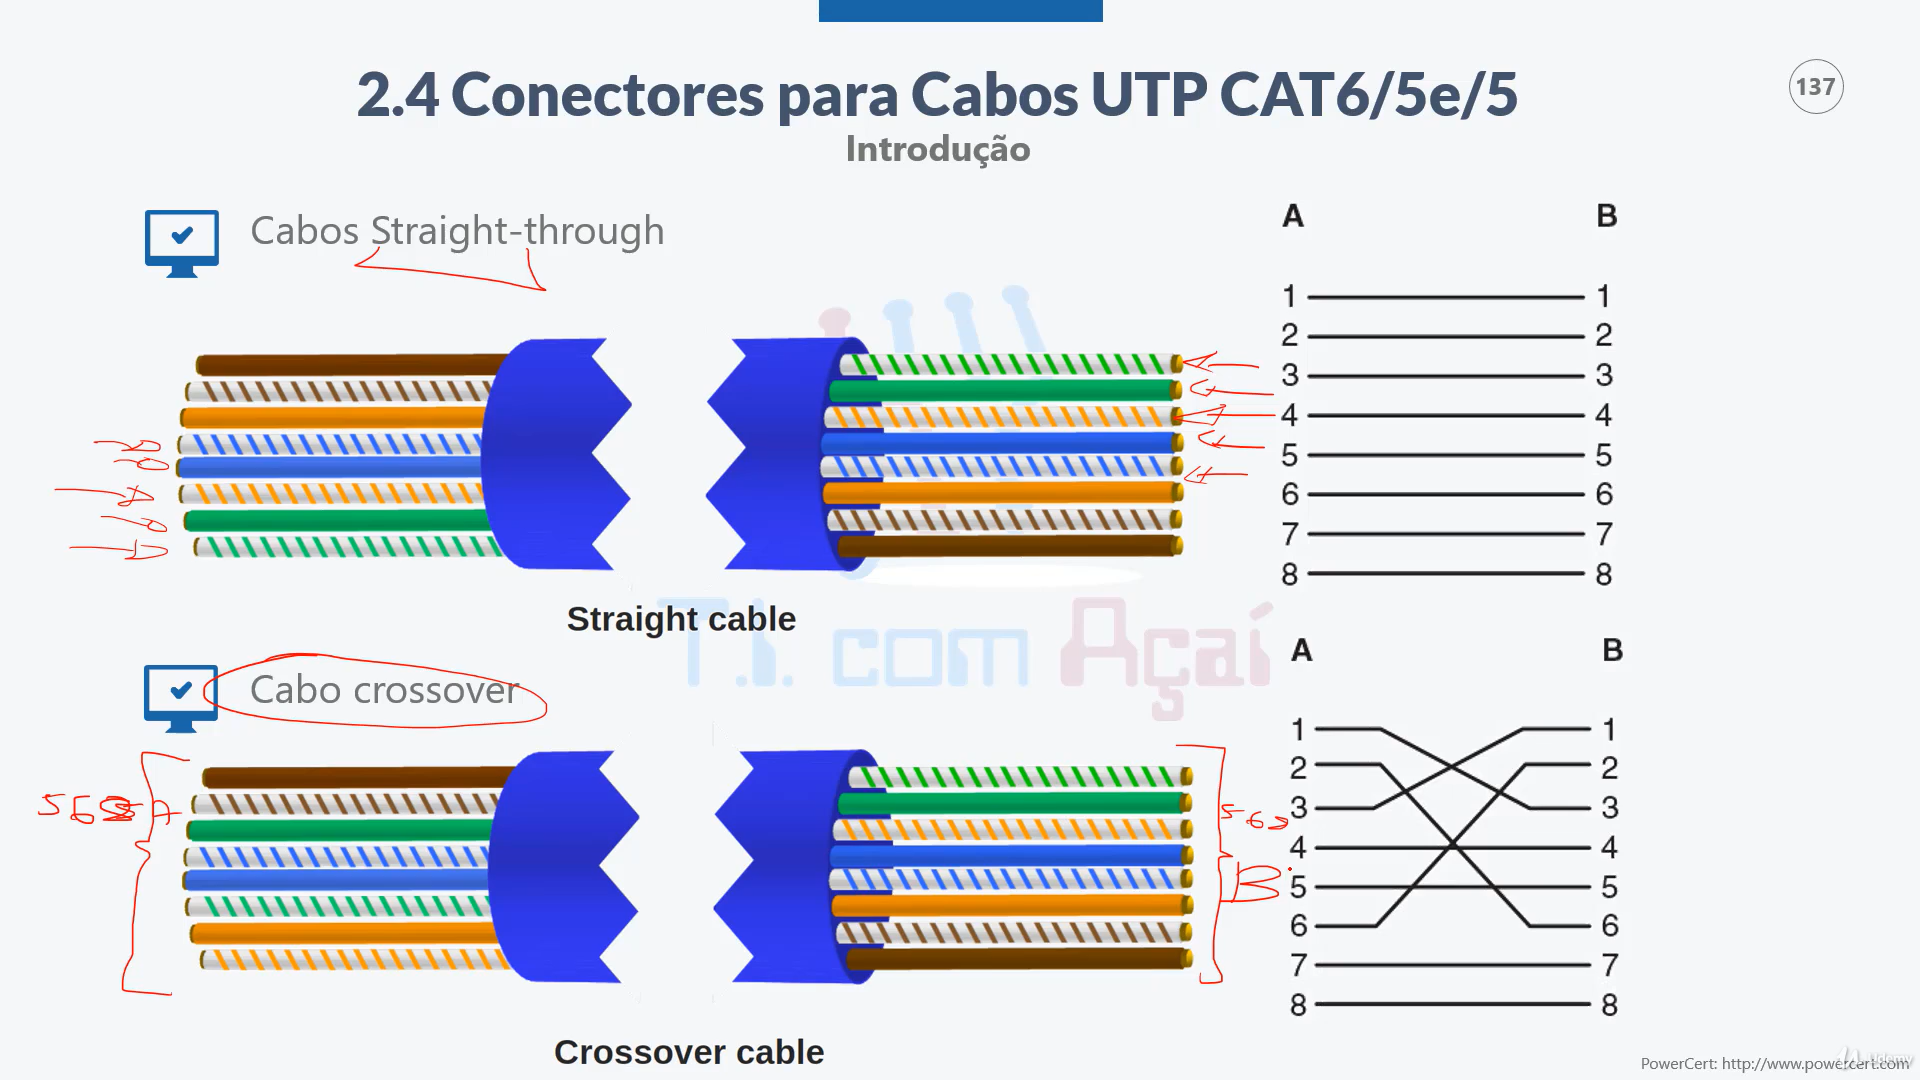 2.4 Conectores para Cabos UTP CAT6/5e/5
137
Introdução
Cabos Straight-through
A B
1 1
2 2
3 3
4 4
5 5
6 6
7 7
8 8
Straight cable
T.I. com Açaí
Cabo crossover
A B
1 1
2 2
3 3
4 4
5 5
6 6
7 7
8 8
B
Crossover cable
PowerCert: http://www.powercert.com
Udemy